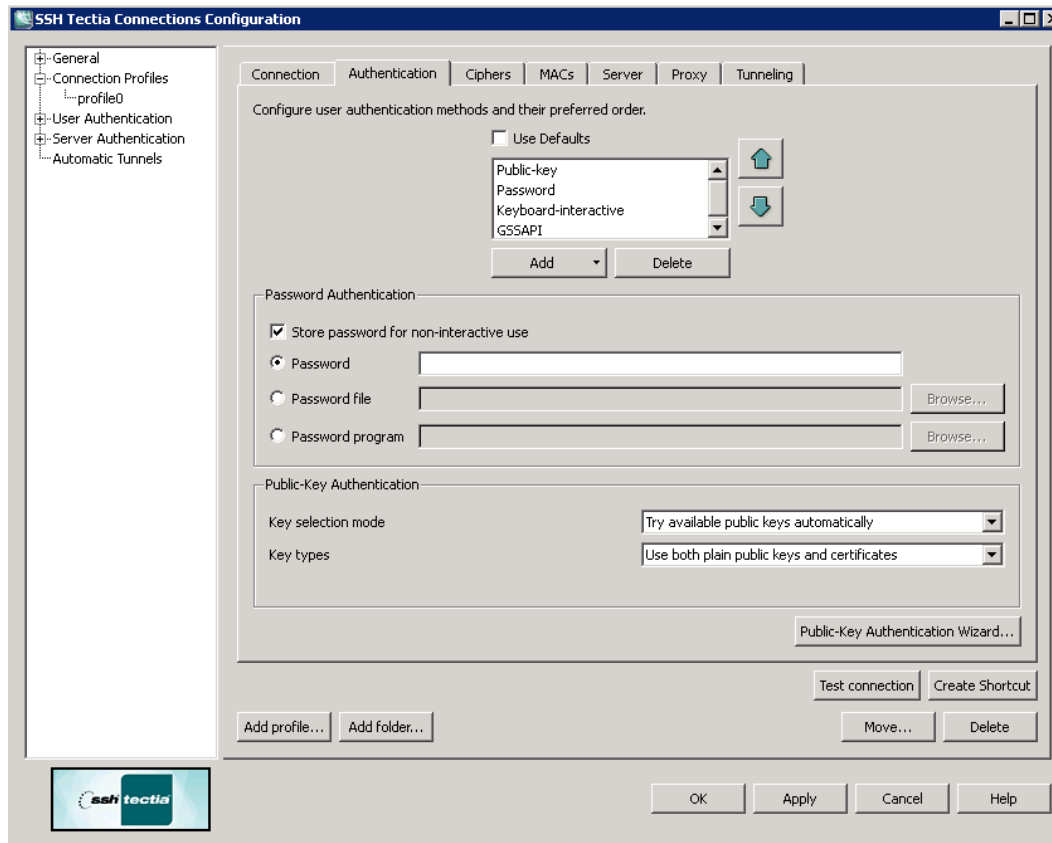 SSH Tectia Connections Configuration
General
Connection Profiles
profile0
User Authentication
Server Authentication
Automatic Tunnels
Connection
Authentication
Ciphers
MACs
Server
Proxy
Tunneling
Configure user authentication methods and their preferred order.
Use Defaults
Public-key
Password
Keyboard-interactive
GSSAPI
Add
Delete
Password Authentication
Store password for non-interactive use
Password
Password file
Browse...
Password program
Browse...
Public-Key Authentication
Key selection mode
Try available public keys automatically
Key types
Use both plain public keys and certificates
Public-Key Authentication Wizard...
Test connection
Create Shortcut
Add profile...
Add folder...
Move...
Delete
ssh tectia
OK
Apply
Cancel
Help